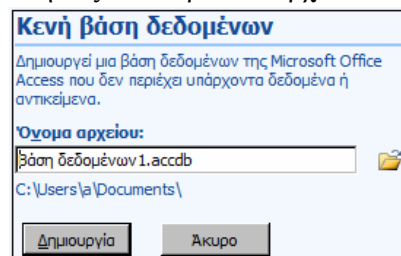 Κενή βάση δεδομένων
Δημιουργεί μια βάση δεδομένων της Microsoft Office
Access που δεν περιέχει υπάρχοντα δεδομένα ή
αντικείμενα.
Όνομα αρχείου:
βάση δεδομένων1.accdb
C:\Users\a\Documents\
Δημιουργία Άκυρο